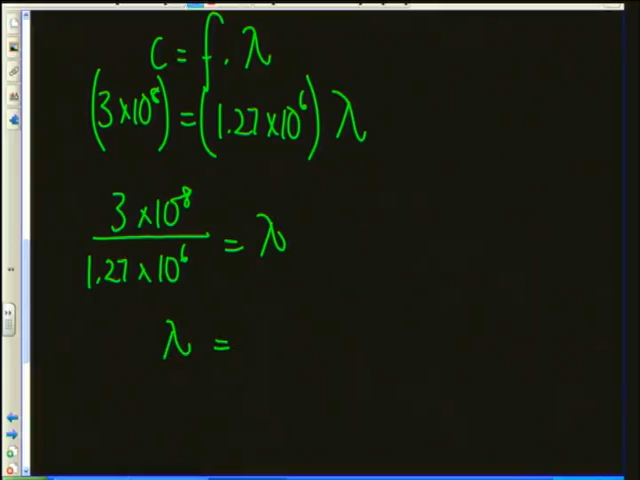 c = f . λ
(3×10⁸) = (1.27×10⁶) λ
3×10⁸
1.27×10⁶
= λ
λ =